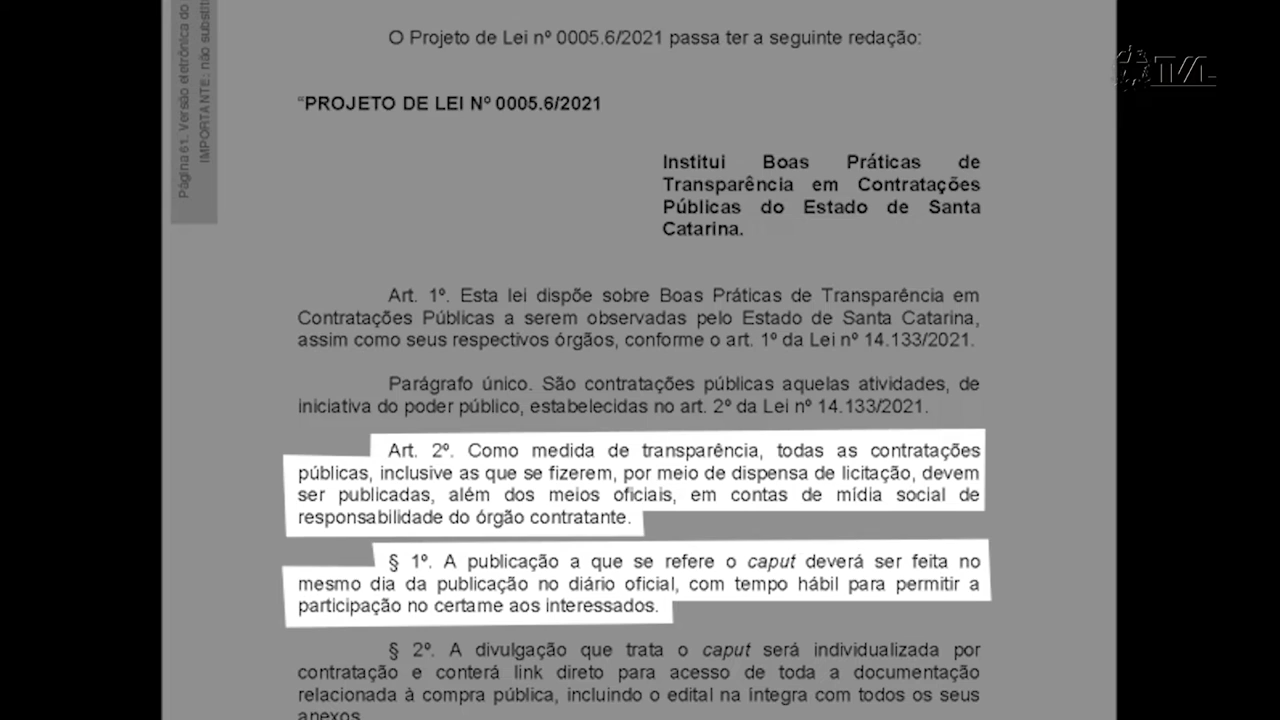 Página 61. Versão eletrônica do
IMPORTANTE: não substit
O Projeto de Lei nº 0005.6/2021 passa ter a seguinte redação:
TVAL
“PROJETO DE LEI Nº 0005.6/2021
Institui Boas Práticas de
Transparência em Contratações
Públicas do Estado de Santa
Catarina.
Art. 1º. Esta lei dispõe sobre Boas Práticas de Transparência em
Contratações Públicas a serem observadas pelo Estado de Santa Catarina,
assim como seus respectivos órgãos, conforme o art. 1º da Lei nº 14.133/2021.
Parágrafo único. São contratações públicas aquelas atividades, de
iniciativa do poder público, estabelecidas no art. 2º da Lei nº 14.133/2021.
Art. 2º. Como medida de transparência, todas as contratações
públicas, inclusive as que se fizerem, por meio de dispensa de licitação, devem
ser publicadas, além dos meios oficiais, em contas de mídia social de
responsabilidade do órgão contratante.
§ 1º. A publicação a que se refere o caput deverá ser feita no
mesmo dia da publicação no diário oficial, com tempo hábil para permitir a
participação no certame aos interessados.
§ 2º. A divulgação que trata o caput será individualizada por
contratação e conterá link direto para acesso de toda a documentação
relacionada à compra pública, incluindo o edital na íntegra com todos os seus
anexos